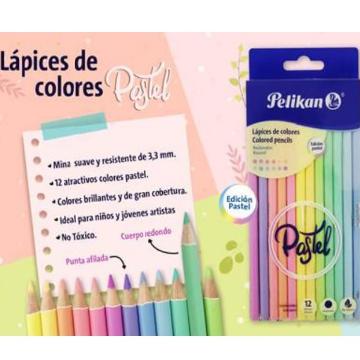 Lápices de
colores Pastel
Mina suave y resistente de 3,3 mm.
12 atractivos colores pastel.
Colores brillantes y de gran cobertura.
Ideal para niños y jóvenes artistas
No Tóxico.
Cuerpo redondo
Punta afilada
Edición
Pastel
Pelikan
Lápices de colores
Colored pencils
Edición
pastel
Pastel
12